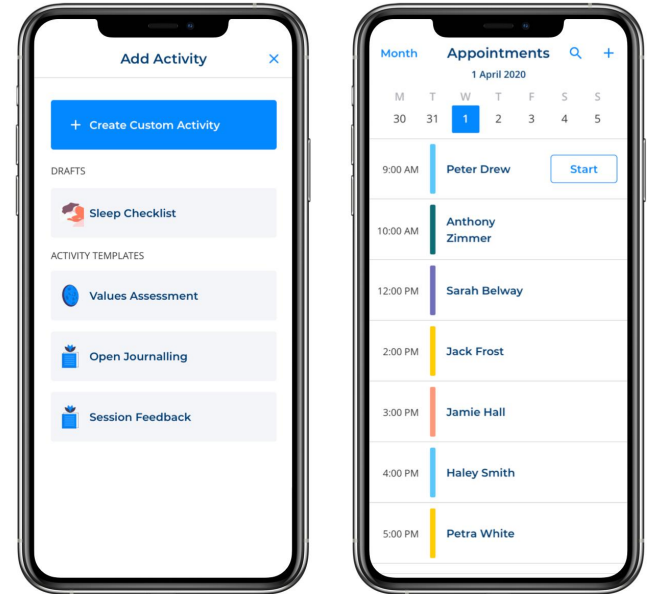 Add Activity ×
+ Create Custom Activity
DRAFTS
Sleep Checklist
ACTIVITY TEMPLATES
Values Assessment
Open Journalling
Session Feedback
Month Appointments +
1 April 2020
M T W T F S S
30 31 1 2 3 4 5
9:00 AM Peter Drew Start
10:00 AM Anthony
Zimmer
12:00 PM Sarah Belway
2:00 PM Jack Frost
3:00 PM Jamie Hall
4:00 PM Haley Smith
5:00 PM Petra White